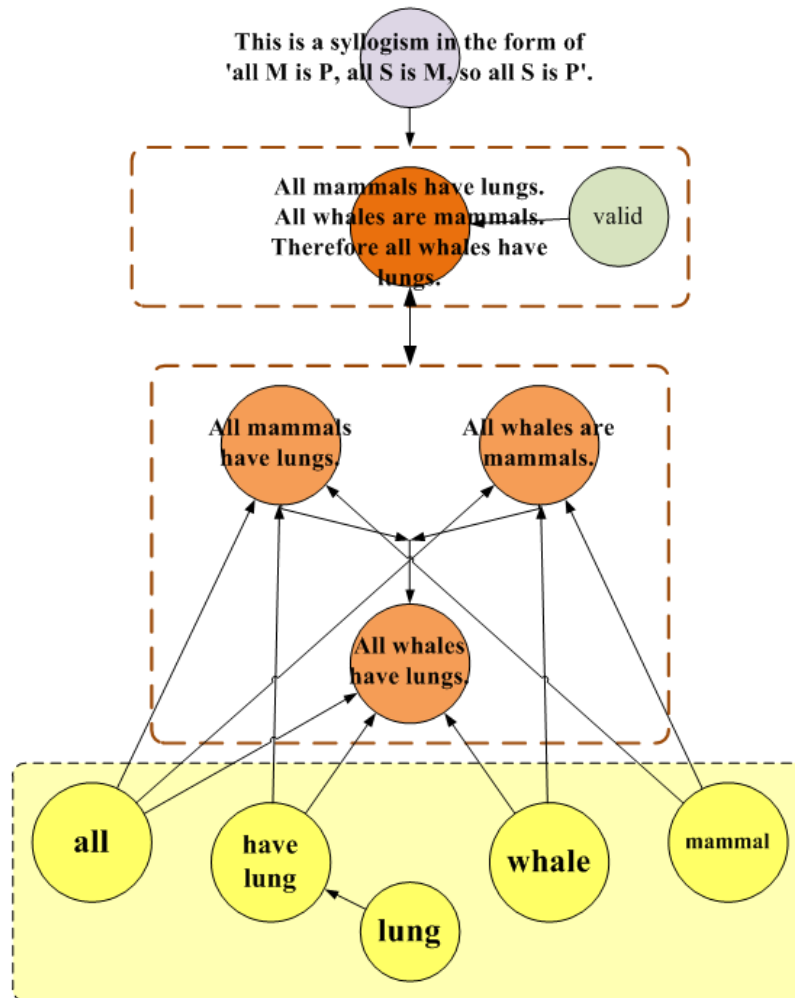 This is a syllogism in the form of
'all M is P, all S is M, so all S is P'.
All mammals have lungs.
All whales are mammals.
Therefore all whales have
lungs.
valid
All mammals
have lungs.
All whales are
mammals.
All whales
have lungs.
all
have
lung
whale
mammal
lung